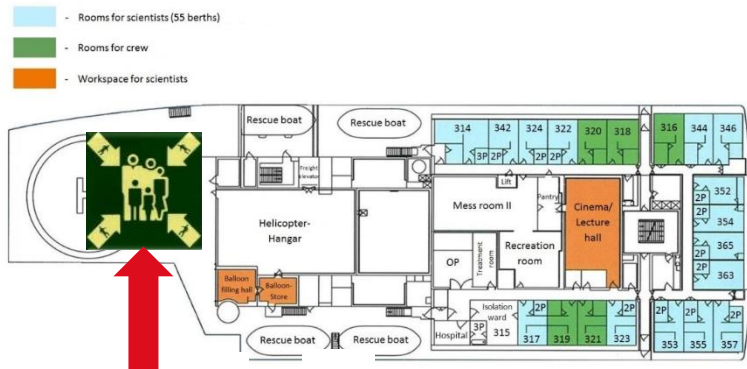 - Rooms for scientists (55 berths)
- Rooms for crew
- Workspace for scientists
Rescue boat
Rescue boat
314
342
324
322
320
318
316
344
346
3P
2P
2P
2P
Freight
elevator
Lift
Pantry
Mess room II
Cinema/
Lecture
hall
352
2P
354
2P
365
2P
363
H
Helicopter-
Hangar
Recreation
room
OP
Treatment
room
Balloon
filling hall
Balloon-
Store
Isolation
ward
Hospital
3P
315
2P
317
319
321
2P
323
2P
2P
2P
353
355
357
Rescue boat
Rescue boat